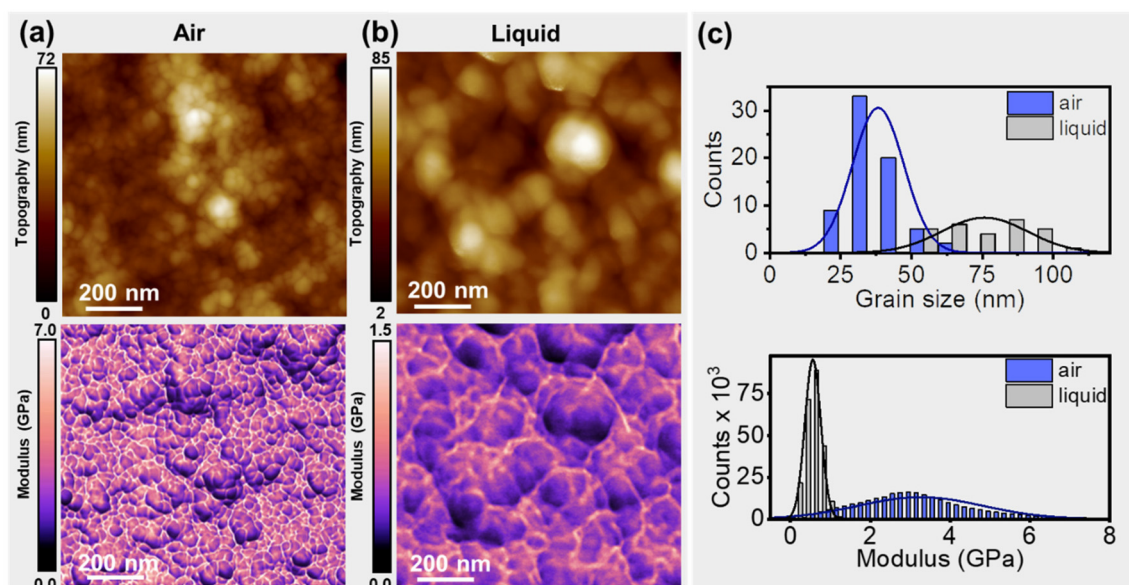 (a)
Air
72
Topography (nm)
0
200 nm
7.0
Modulus (GPa)
0.0
200 nm
(b)
Liquid
85
Topography (nm)
2
200 nm
1.5
Modulus (GPa)
0.0
200 nm
(c)
30
20
10
0
Counts
air
liquid
0 25 50 75 100
Grain size (nm)
75
50
25
0
Counts x 10³
air
liquid
0 2 4 6 8
Modulus (GPa)